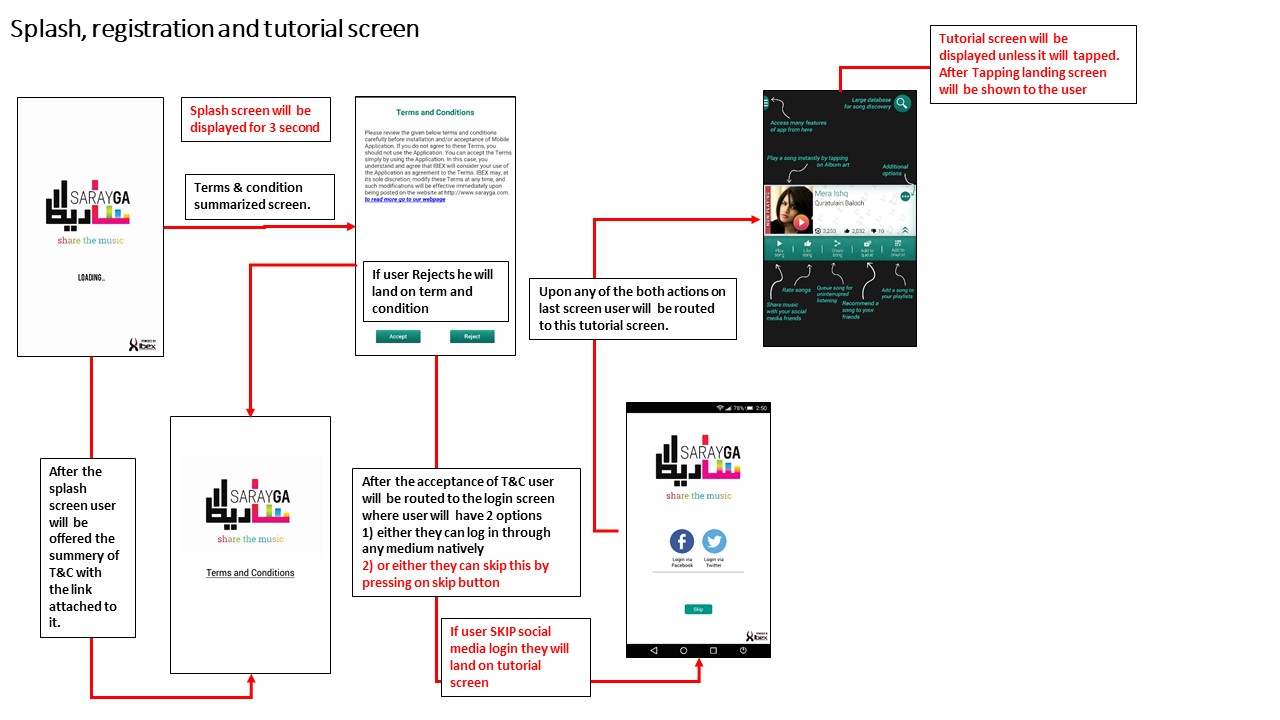 Splash, registration and tutorial screen
Tutorial screen will be
displayed unless it will tapped.
After Tapping landing screen
will be shown to the user
Splash screen will be
displayed for 3 second
Terms & condition
summarized screen.
SARAYGA
شاريط
share the music
LOADING..
POWERED BY
ibex
Terms and Conditions
Please review the given below terms and conditions
carefully before installation and/or acceptance of Mobile
Application. If you do not agree to these Terms, you
should not use the Application. You can accept the Terms
simply by using the Application. In this case, you
understand and agree that IBEX will consider your use of
the Application as agreement to the Terms. IBEX may, at
its sole discretion, modify these Terms at any time, and
such modifications will be effective immediately upon
being posted on the website at http://www.sarayga.com.
to read more go to our webpage
If user Rejects he will
land on term and
condition
Accept
Reject
Upon any of the both actions on
last screen user will be routed
to this tutorial screen.
Large database
for song discovery
Access many features
of app from here
Play a song instantly by tapping
on Album art
Additional
options
NOW PLAYING
Mera Ishq
Quratulain Baloch
3,253
2,032
10
Play
song
Like
song
Share
song
Add to
queue
Add to
playlist
Rate songs
Queue song for
uninterrupted
listening
Add a song to
your playlists
Share music
with your social
media friends
Recommend a
song to your
friends
After the
splash
screen user
will be
offered the
summery of
T&C with
the link
attached to
it.
SARAYGA
شاريط
share the music
Terms and Conditions
After the acceptance of T&C user
will be routed to the login screen
where user will have 2 options
1) either they can log in through
any medium natively
2) or either they can skip this by
pressing on skip button
If user SKIP social
media login they will
land on tutorial
screen
78% 2:50
SARAYGA
شاريط
share the music
Login via
Facebook
Login via
Twitter
Skip
POWERED BY
ibex